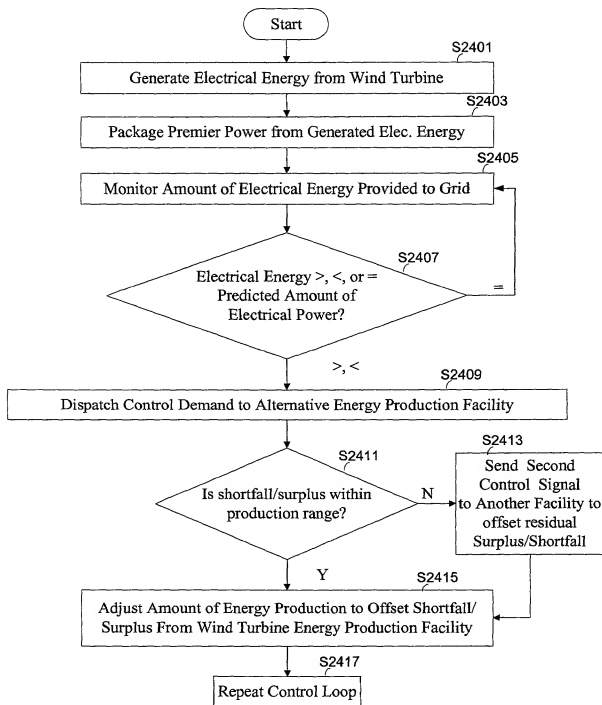 Start
S2401
Generate Electrical Energy from Wind Turbine
S2403
Package Premier Power from Generated Elec. Energy
S2405
Monitor Amount of Electrical Energy Provided to Grid
S2407
Electrical Energy >, <, or =
Predicted Amount of
Electrical Power?
=
>, <
S2409
Dispatch Control Demand to Alternative Energy Production Facility
S2411
Is shortfall/surplus within
production range?
N
S2413
Send Second
Control Signal
to Another Facility to
offset residual
Surplus/Shortfall
Y
S2415
Adjust Amount of Energy Production to Offset Shortfall/
Surplus From Wind Turbine Energy Production Facility
S2417
Repeat Control Loop